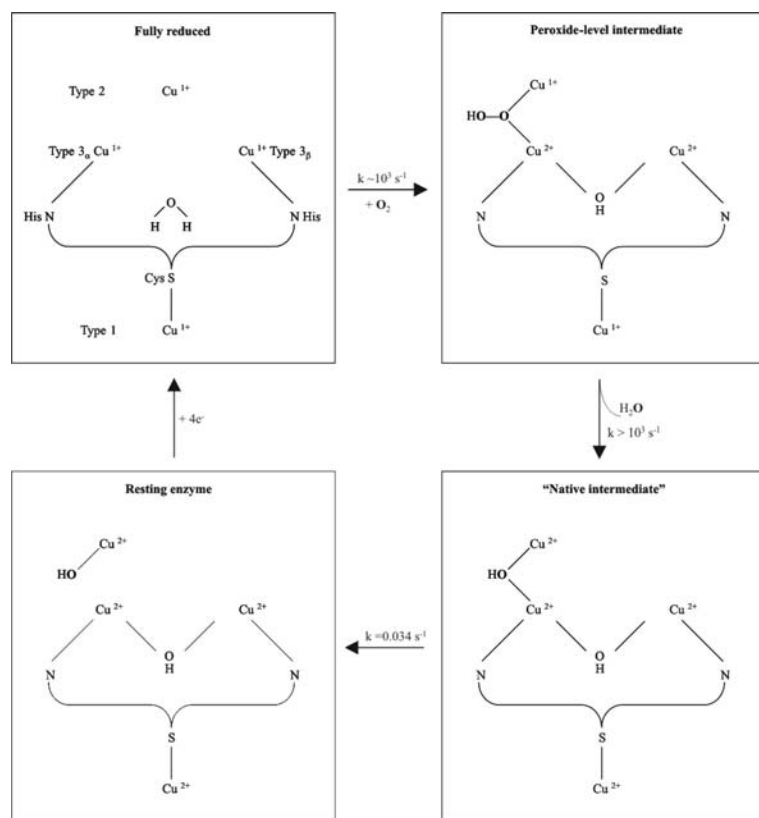 Fully reduced
Type 2 Cu 1+
Type 3α Cu 1+ Cu 1+ Type 3β
His N O N His
H H
Cys S
Type 1 Cu 1+
k ~10³ s⁻¹
+ O₂
Peroxide-level intermediate
Cu 1+
HO O
Cu 2+ Cu 2+
O
H
N N
S
Cu 1+
H₂O
k > 10³ s⁻¹
"Native intermediate"
Cu 2+
HO
Cu 2+ Cu 2+
O
H
N N
S
Cu 2+
k =0.034 s⁻¹
Resting enzyme
Cu 2+
HO
Cu 2+ Cu 2+
O
H
N N
S
Cu 2+
+ 4e⁻